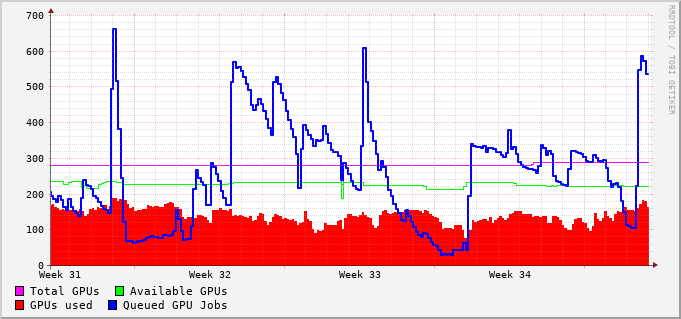 700
600
500
400
300
200
100
0
Week 31 Week 32 Week 33 Week 34
Total GPUs Available GPUs
GPUs used Queued GPU Jobs
RRDTOOL / TOBI OETIKER